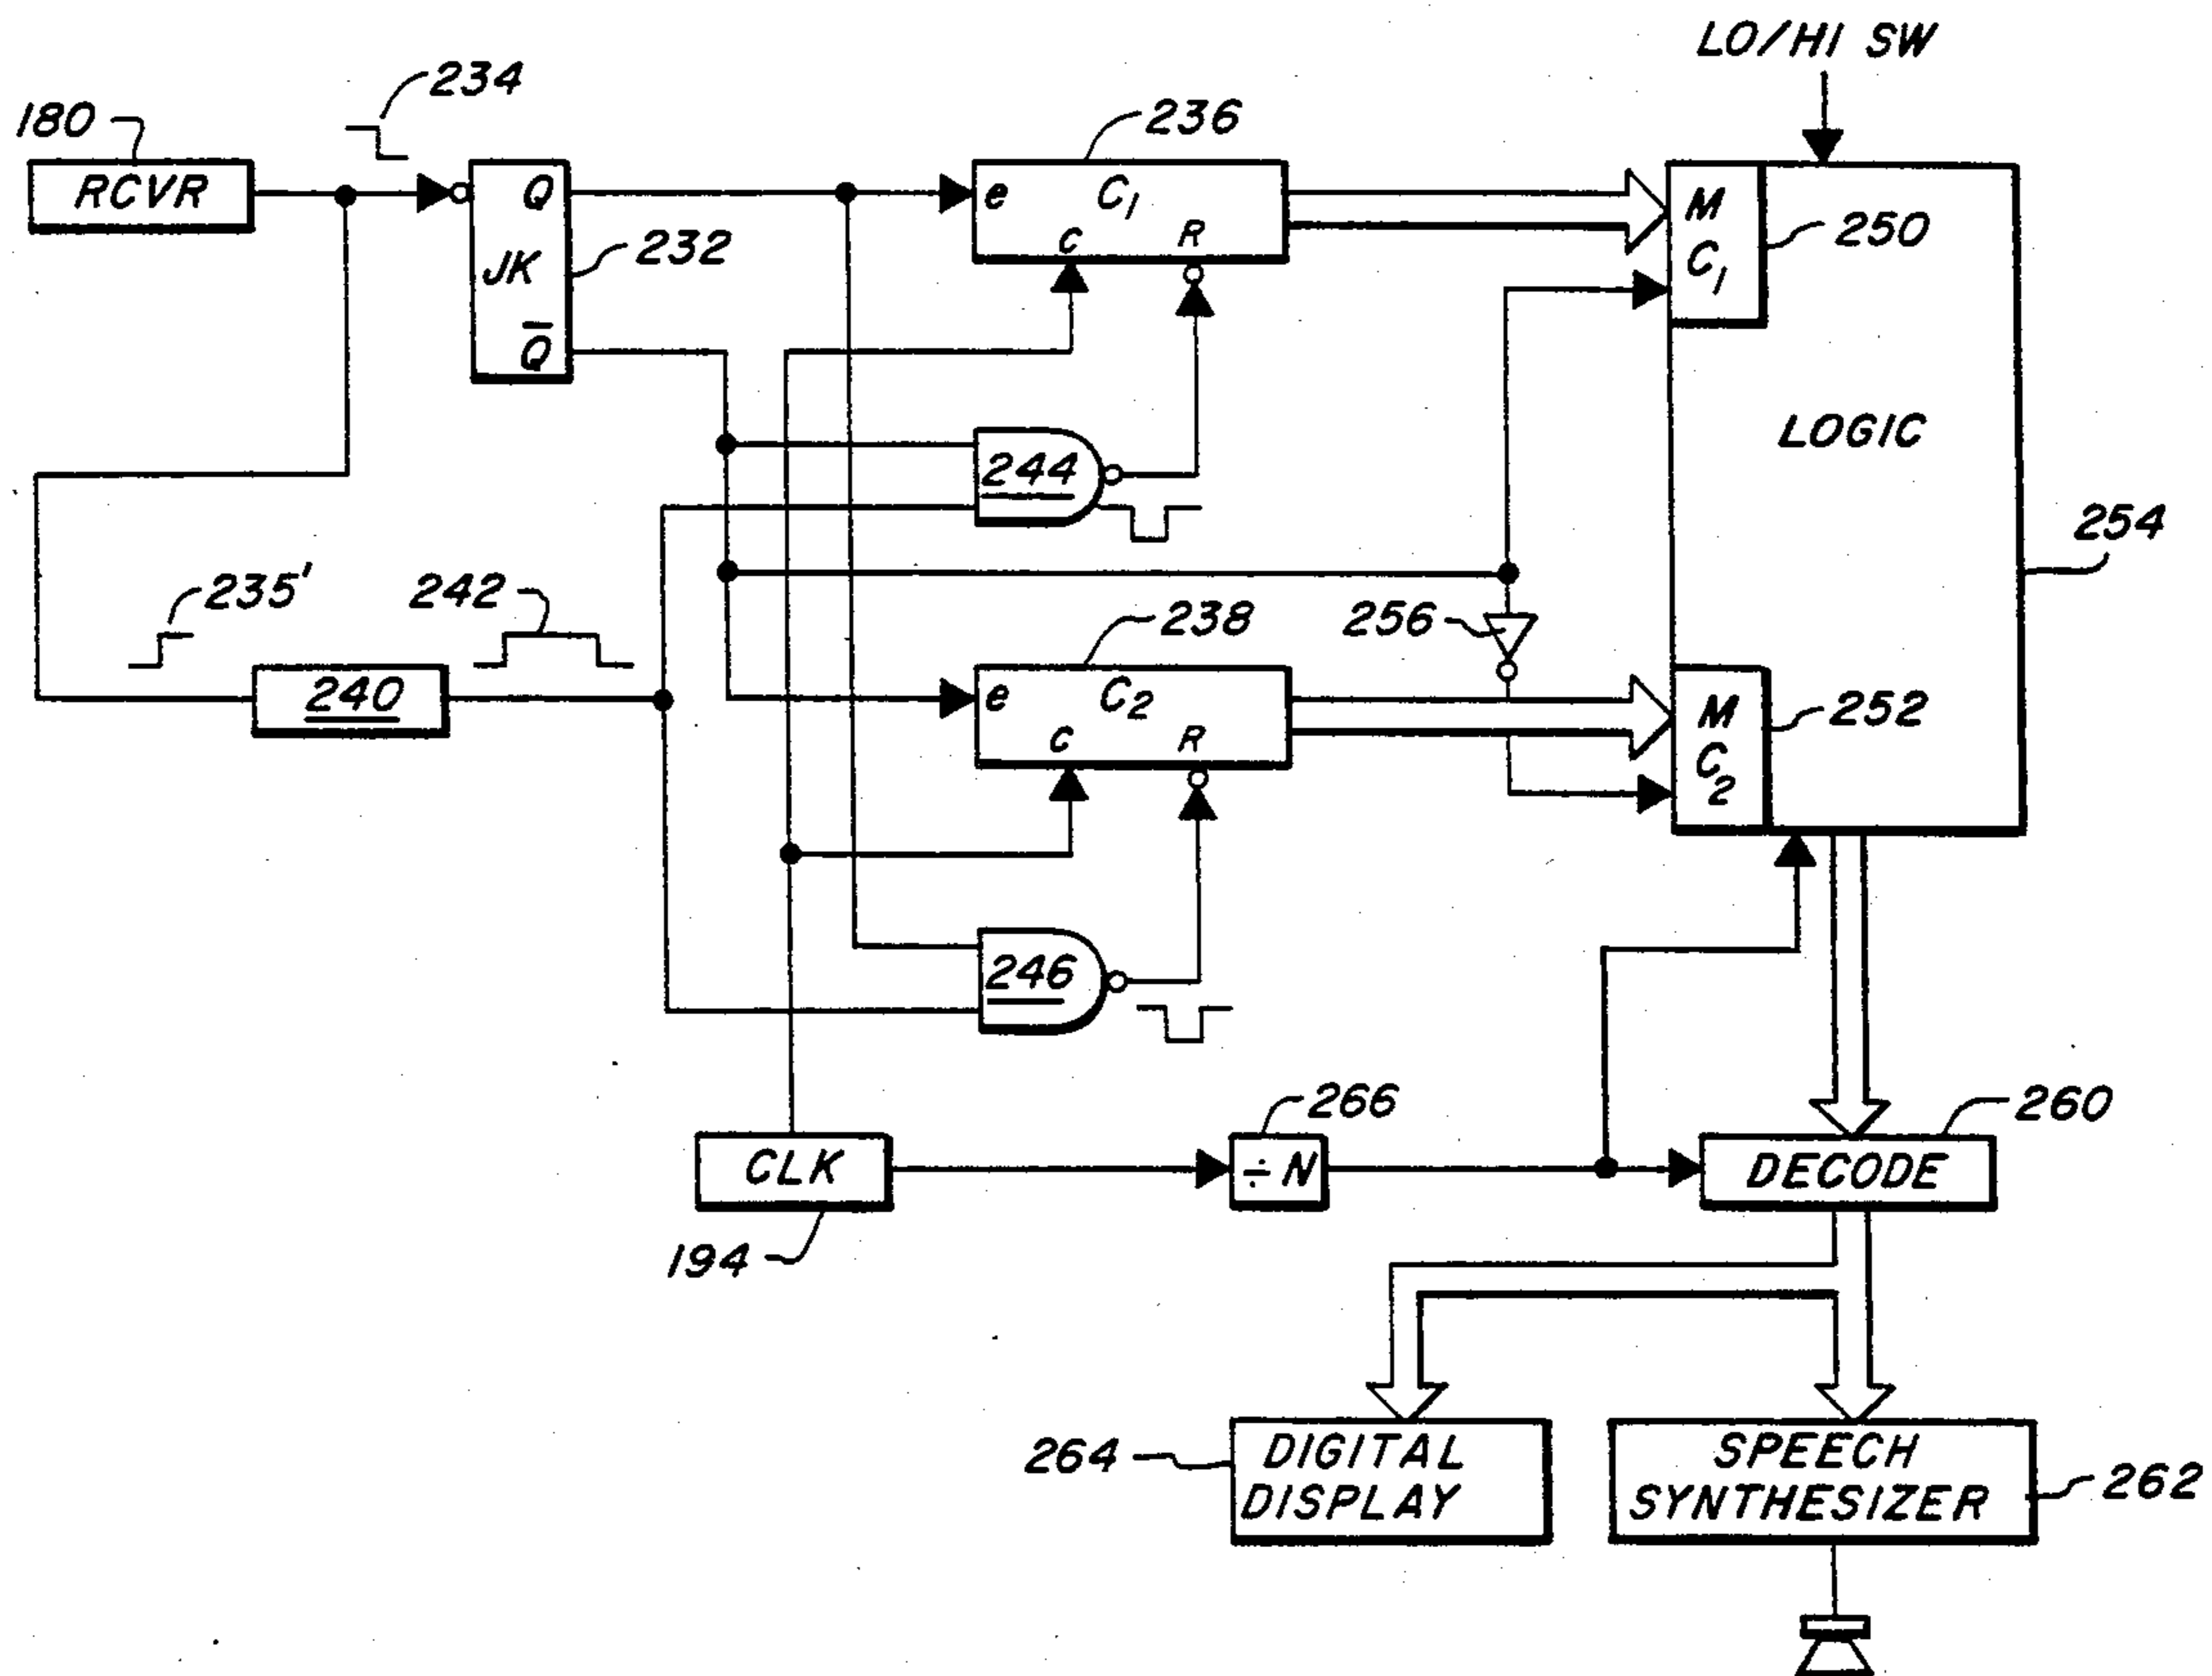 LO/HI SW
234
180
236
RCVR
Q
e
C1
M
C1
250
JK
232
C
R
Q̅
LOGIC
244
254
235'
242
238
256
240
e
C2
M
C2
252
C
R
246
266
260
CLK
÷ N
DECODE
194
264
DIGITAL
DISPLAY
SPEECH
SYNTHESIZER
262